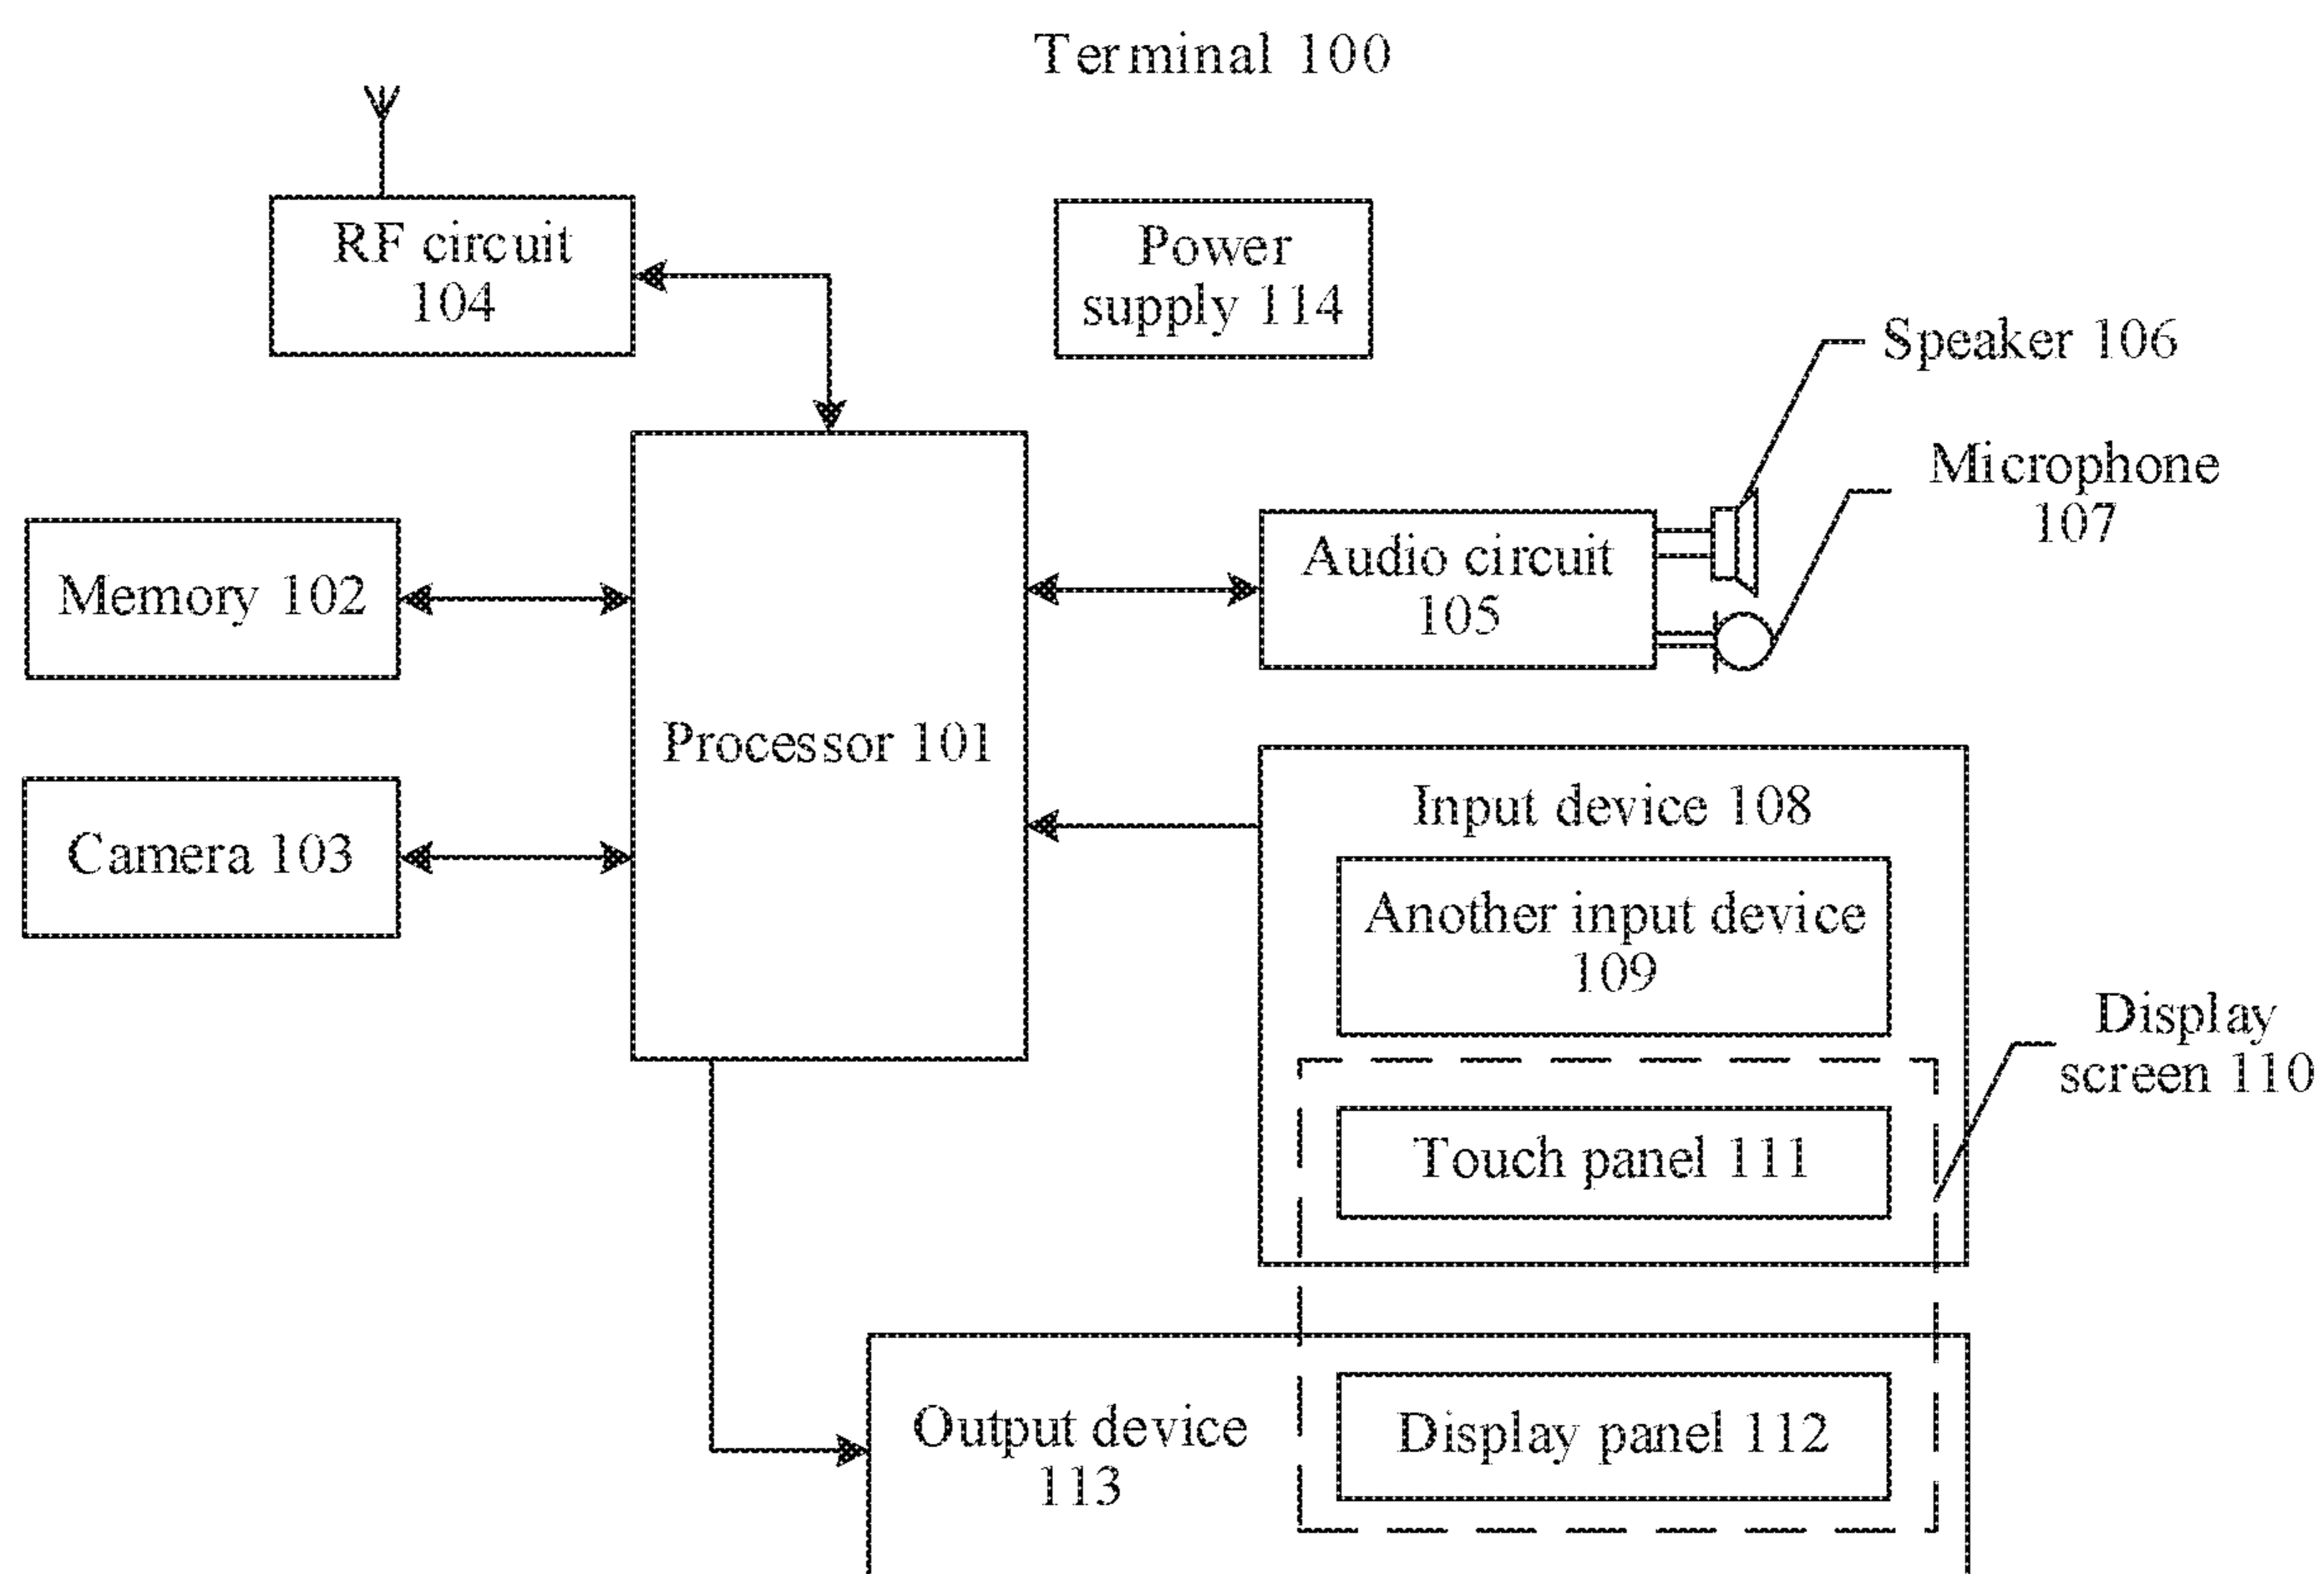 Terminal 100
RF circuit
104
Power
supply 114
Speaker 106
Microphone
107
Memory 102
Audio circuit
105
Processor 101
Camera 103
Input device 108
Another input device
109
Display
screen 110
Touch panel 111
Output device
113
Display panel 112